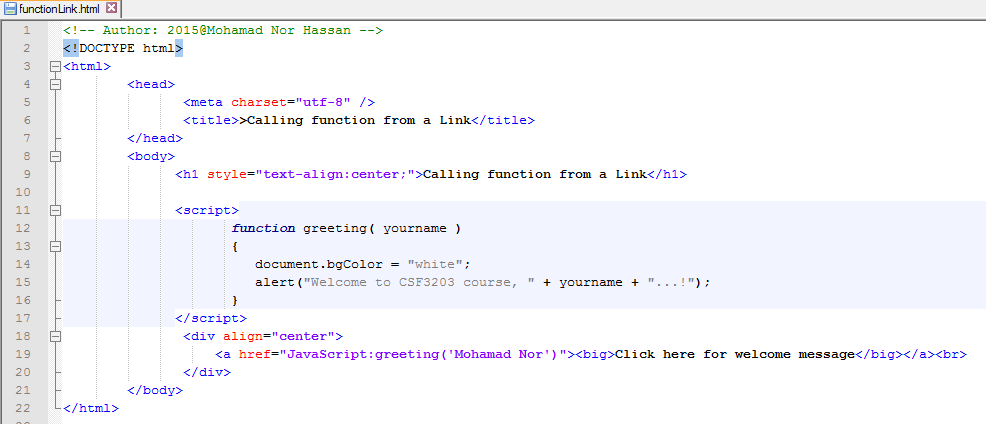 functionLink.html
1 <!-- Author: 2015@Mohamad Nor Hassan -->
2 <!DOCTYPE html>
3 <html>
4 <head>
5 <meta charset="utf-8" />
6 <title>>Calling function from a Link</title>
7 </head>
8 <body>
9 <h1 style="text-align:center;">Calling function from a Link</h1>
10
11 <script>
12 function greeting( yourname )
13 {
14 document.bgColor = "white";
15 alert("Welcome to CSF3203 course, " + yourname + "...!");
16 }
17 </script>
18 <div align="center">
19 <a href="JavaScript:greeting('Mohamad Nor')"><big>Click here for welcome message</big></a><br>
20 </div>
21 </body>
22 </html>